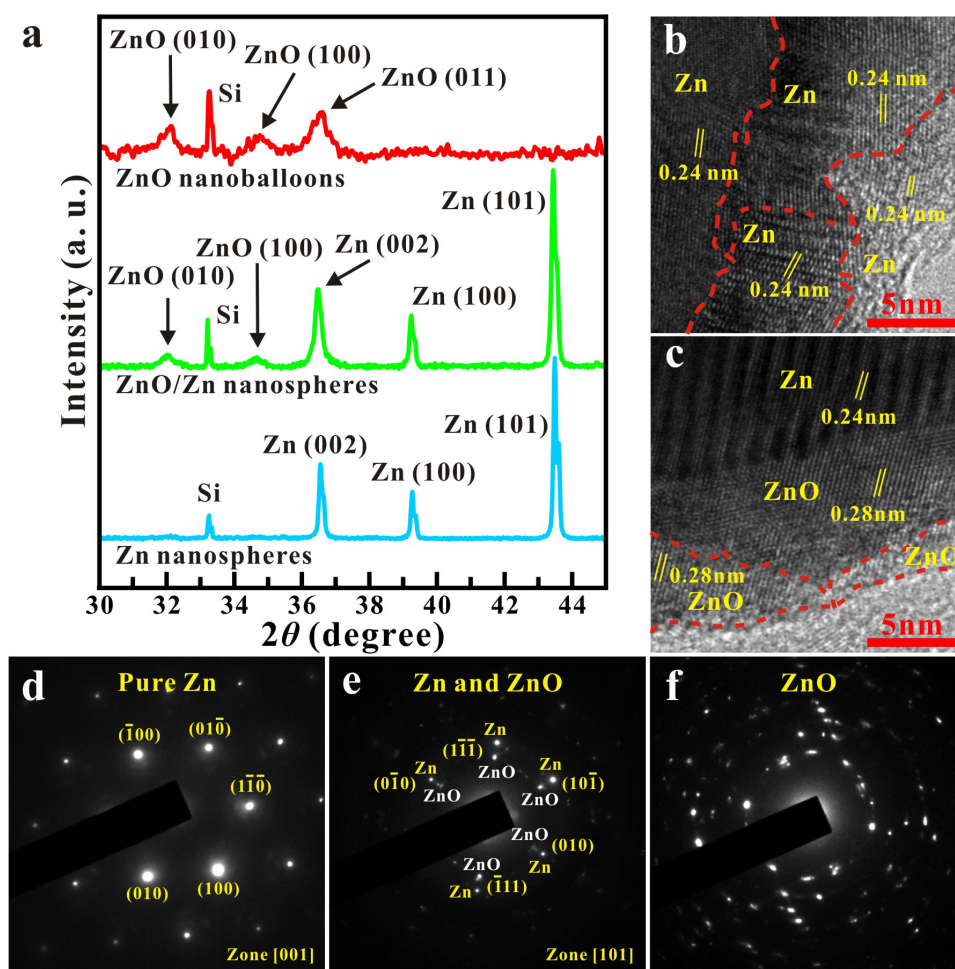 a
ZnO (010)
ZnO (100)
Si
ZnO (011)
ZnO nanoballoons
Zn (101)
ZnO (100)
Zn (002)
ZnO (010)
Si
Zn (100)
ZnO/Zn nanospheres
Zn (101)
Zn (002)
Zn (100)
Si
Zn nanospheres
Intensity (a. u.)
30 32 34 36 38 40 42 44
2θ (degree)
b
Zn
Zn
0.24 nm
0.24 nm
0.24 nm
Zn
Zn
0.24 nm
5nm
c
Zn
0.24nm
ZnO
0.28nm
ZnO
0.28nm
ZnO
5nm
d
Pure Zn
(1̄00)
(01̄0)
(11̄0)
(010)
(100)
Zone [001]
e
Zn and ZnO
Zn
(11̄1̄)
ZnO
(01̄0)
Zn
ZnO
Zn
(101̄)
ZnO
ZnO
(010)
ZnO
Zn
Zn
(1̄11)
Zone [101]
f
ZnO